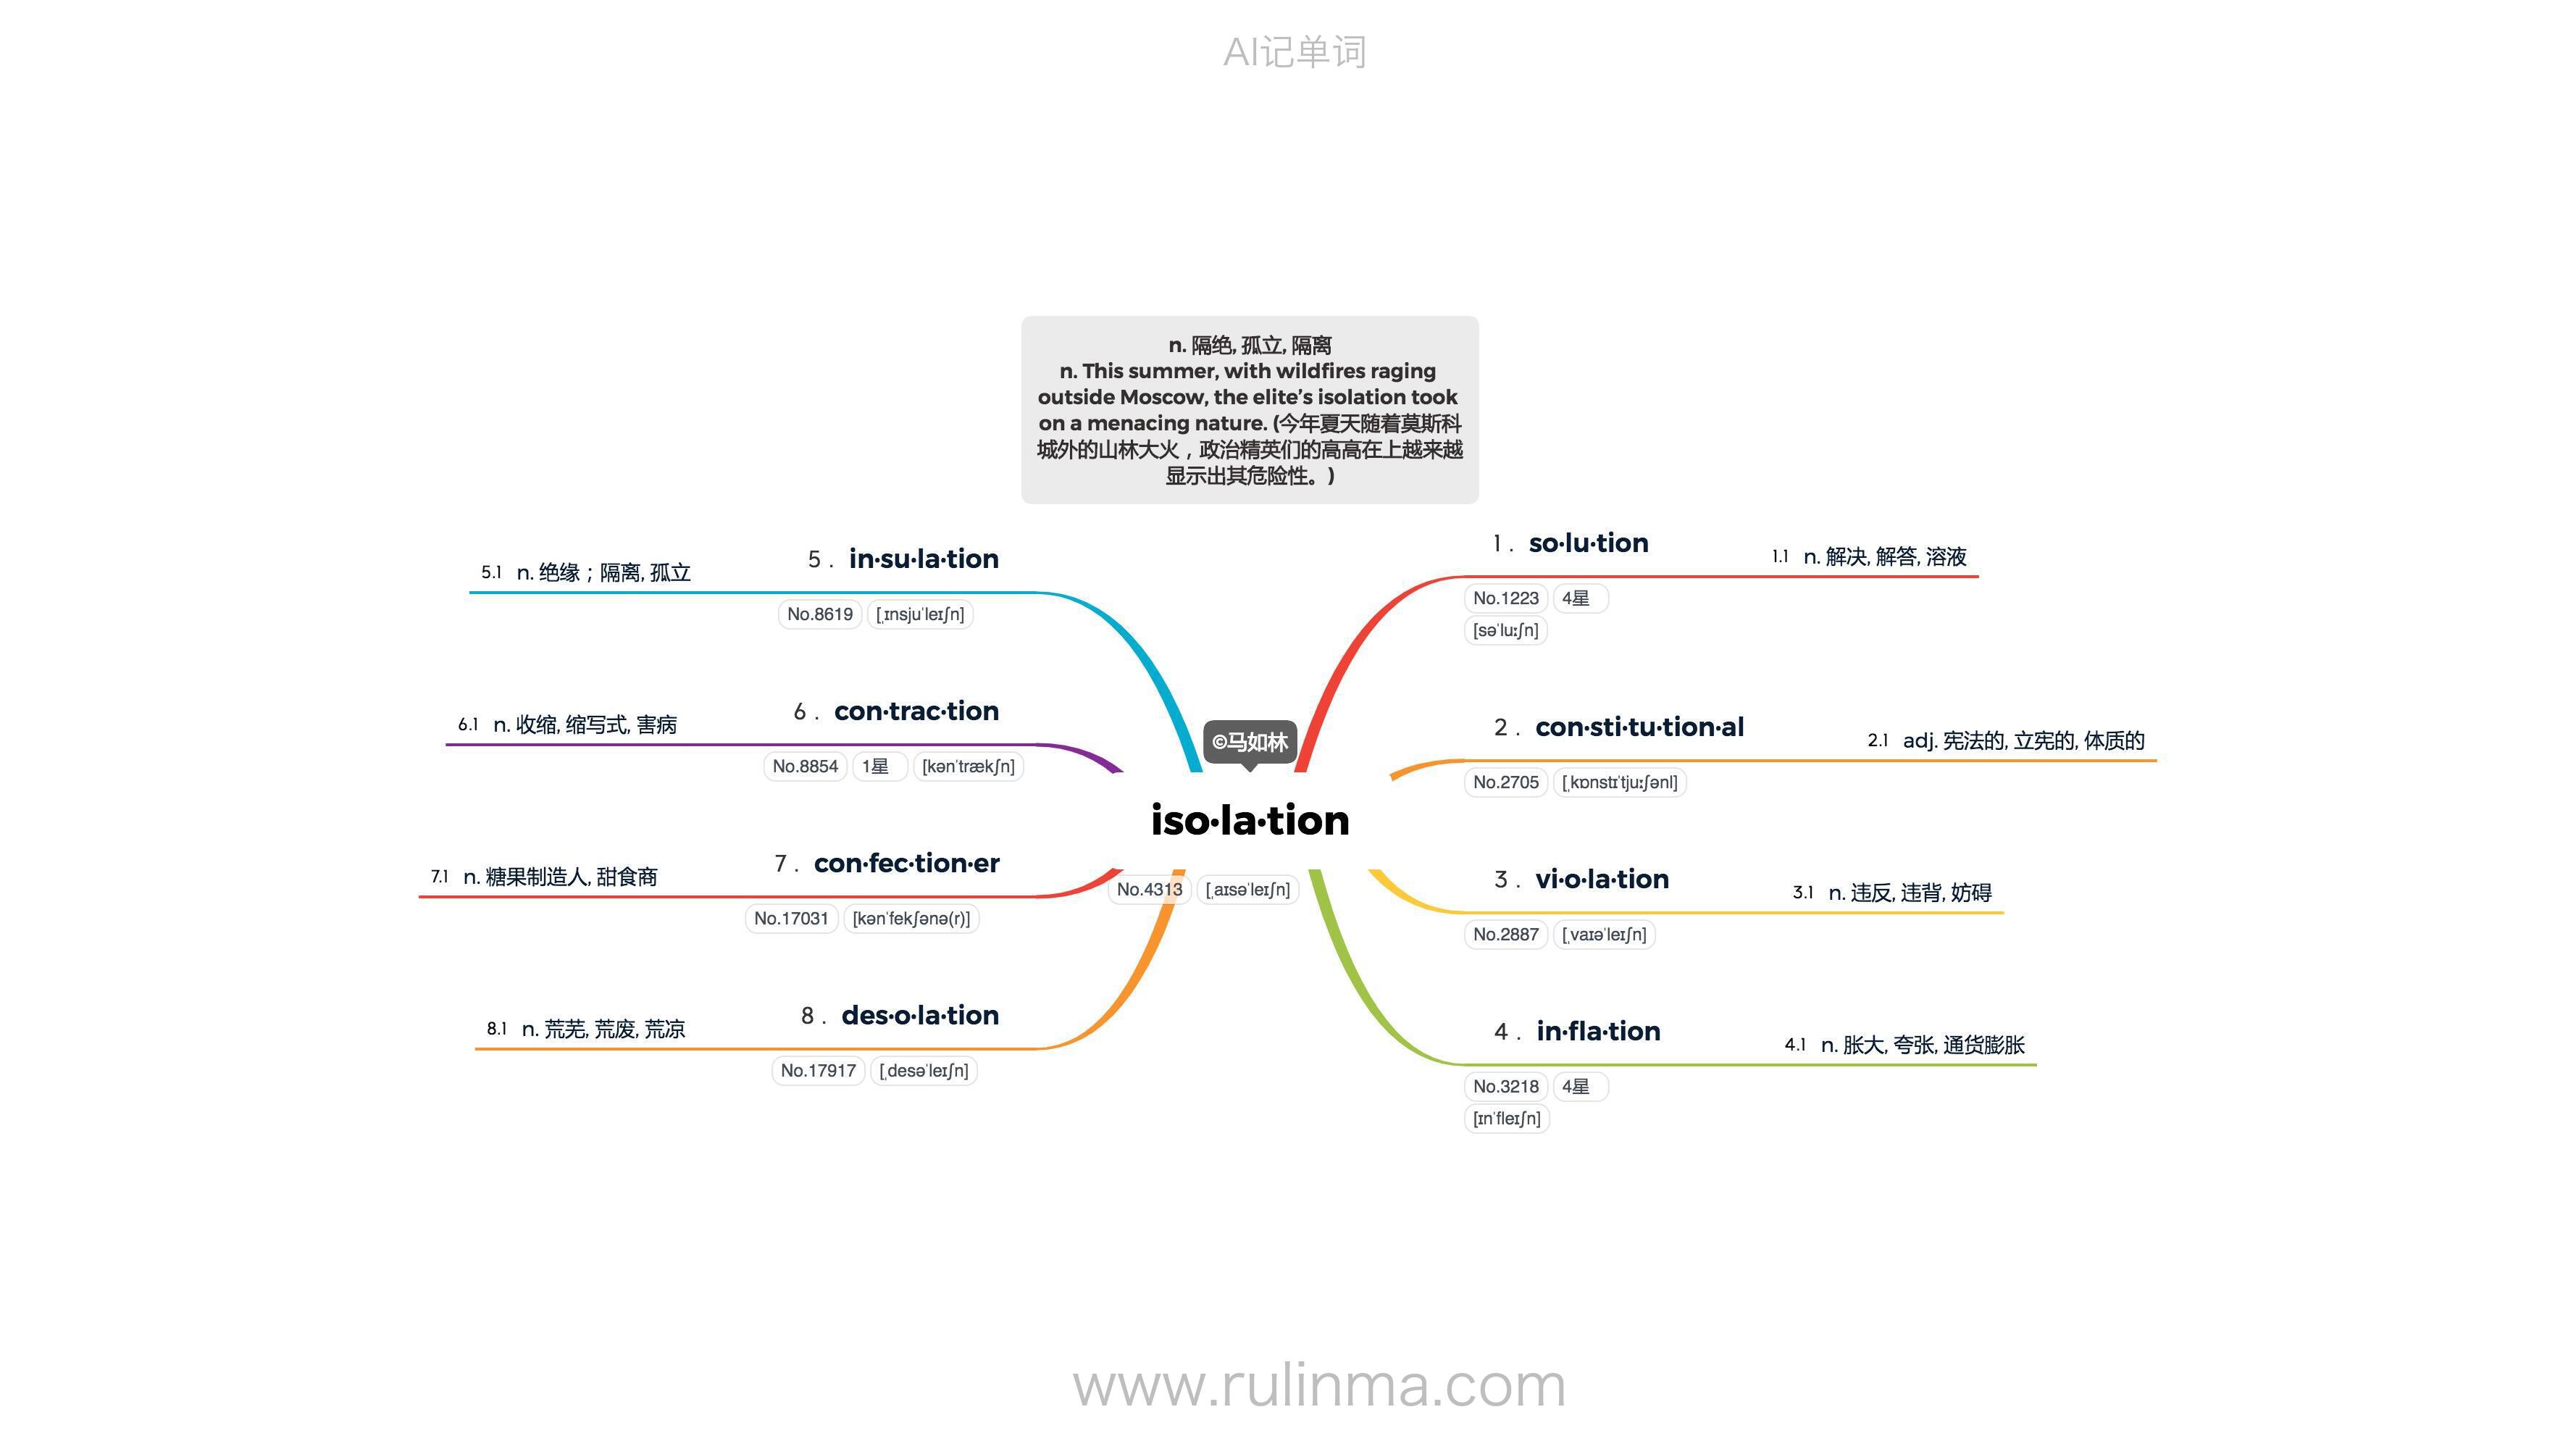 AI记单词
n. 隔绝, 孤立, 隔离
n. This summer, with wildfires raging
outside Moscow, the elite’s isolation took
on a menacing nature. (今年夏天随着莫斯科
城外的山林大火，政治精英们的高高在上越来越
显示出其危险性。)
©马如林
iso·la·tion
No.4313 [ˌaɪsəˈleɪʃn]
1 . so·lu·tion
1.1 n. 解决, 解答, 溶液
No.1223 4星
[səˈluːʃn]
2 . con·sti·tu·tion·al
2.1 adj. 宪法的, 立宪的, 体质的
No.2705 [ˌkɒnstɪˈtjuːʃənl]
3 . vi·o·la·tion
3.1 n. 违反, 违背, 妨碍
No.2887 [ˌvaɪəˈleɪʃn]
4 . in·fla·tion
4.1 n. 胀大, 夸张, 通货膨胀
No.3218 4星
[ɪnˈfleɪʃn]
5 . in·su·la·tion
5.1 n. 绝缘；隔离, 孤立
No.8619 [ˌɪnsjuˈleɪʃn]
6 . con·trac·tion
6.1 n. 收缩, 缩写式, 害病
No.8854 1星 [kənˈtrækʃn]
7 . con·fec·tion·er
7.1 n. 糖果制造人, 甜食商
No.17031 [kənˈfekʃənə(r)]
8 . des·o·la·tion
8.1 n. 荒芜, 荒废, 荒凉
No.17917 [ˌdesəˈleɪʃn]
www.rulinma.com